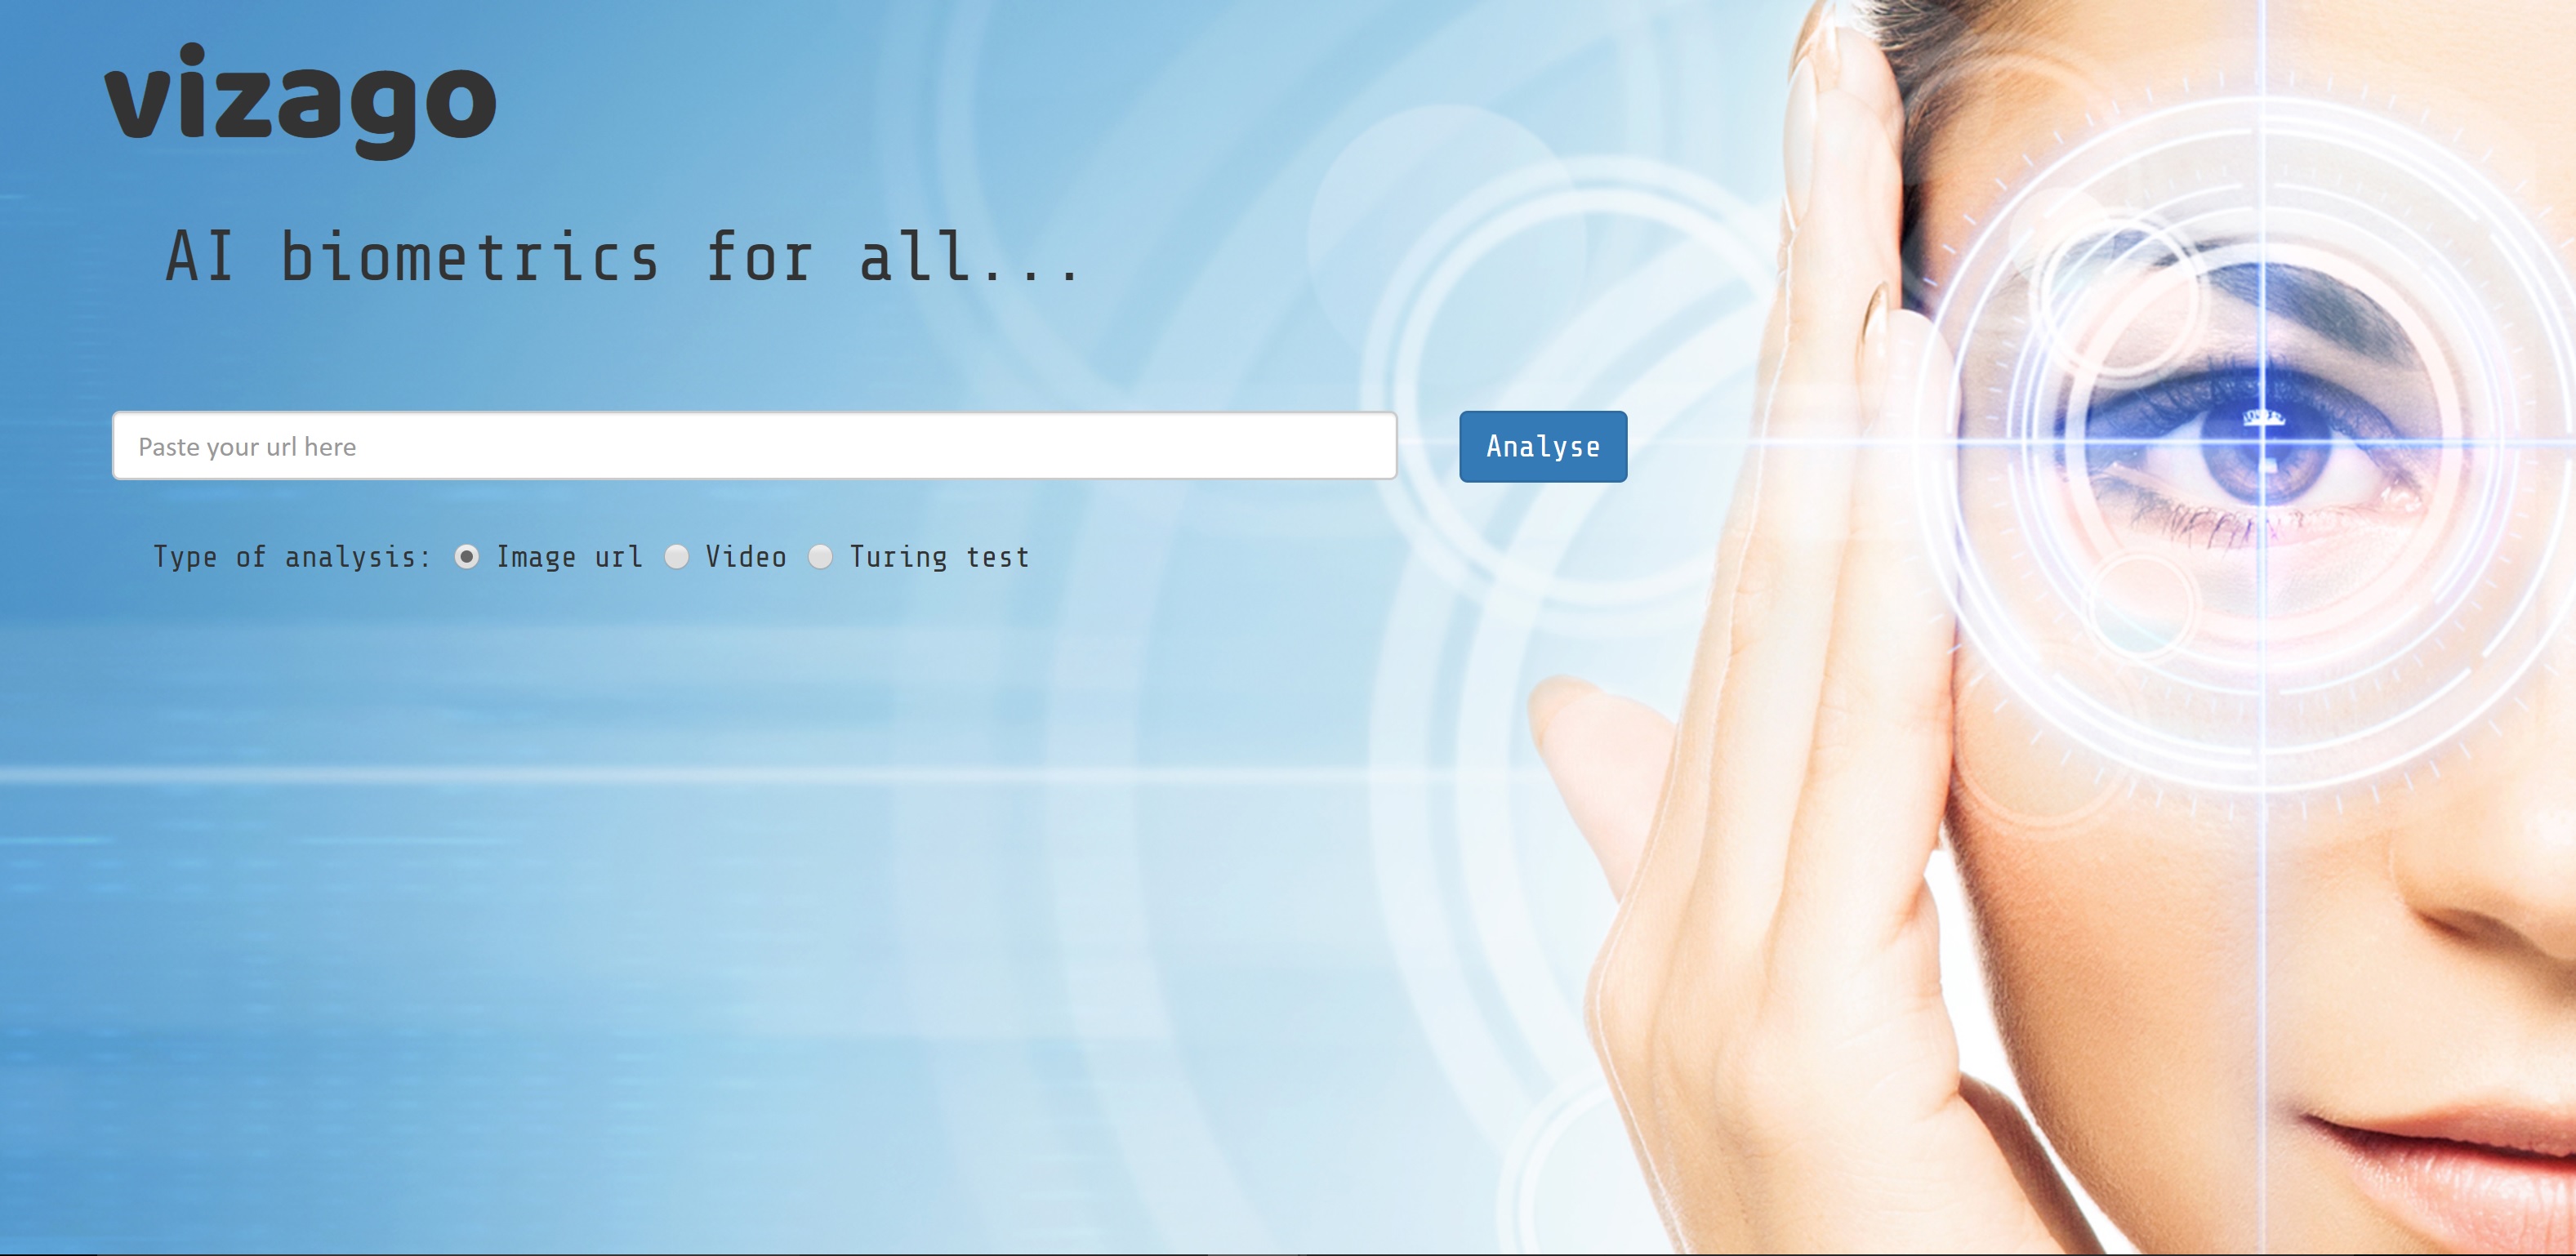 vizago
AI biometrics for all...
Paste your url here
Analyse
Type of analysis: Image url Video Turing test